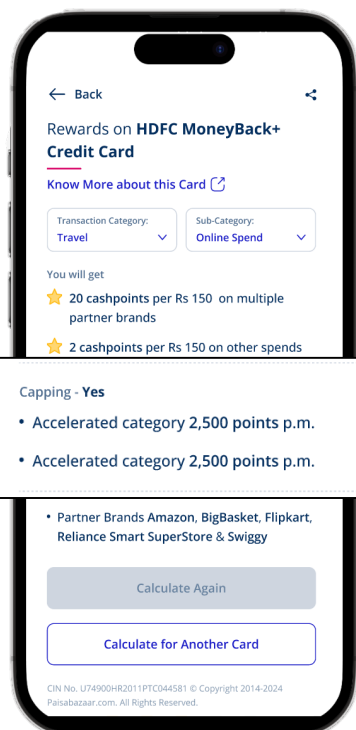 Back
Rewards on HDFC MoneyBack+
Credit Card
Know More about this Card
Transaction Category:
Travel
Sub-Category:
Online Spend
You will get
20 cashpoints per Rs 150 on multiple
partner brands
2 cashpoints per Rs 150 on other spends
Capping - Yes
• Accelerated category 2,500 points p.m.
• Accelerated category 2,500 points p.m.
• Partner Brands Amazon, BigBasket, Flipkart,
Reliance Smart SuperStore & Swiggy
Calculate Again
Calculate for Another Card
CIN No. U74900HR2011PTC044581 © Copyright 2014-2024
Paisabazaar.com. All Rights Reserved.